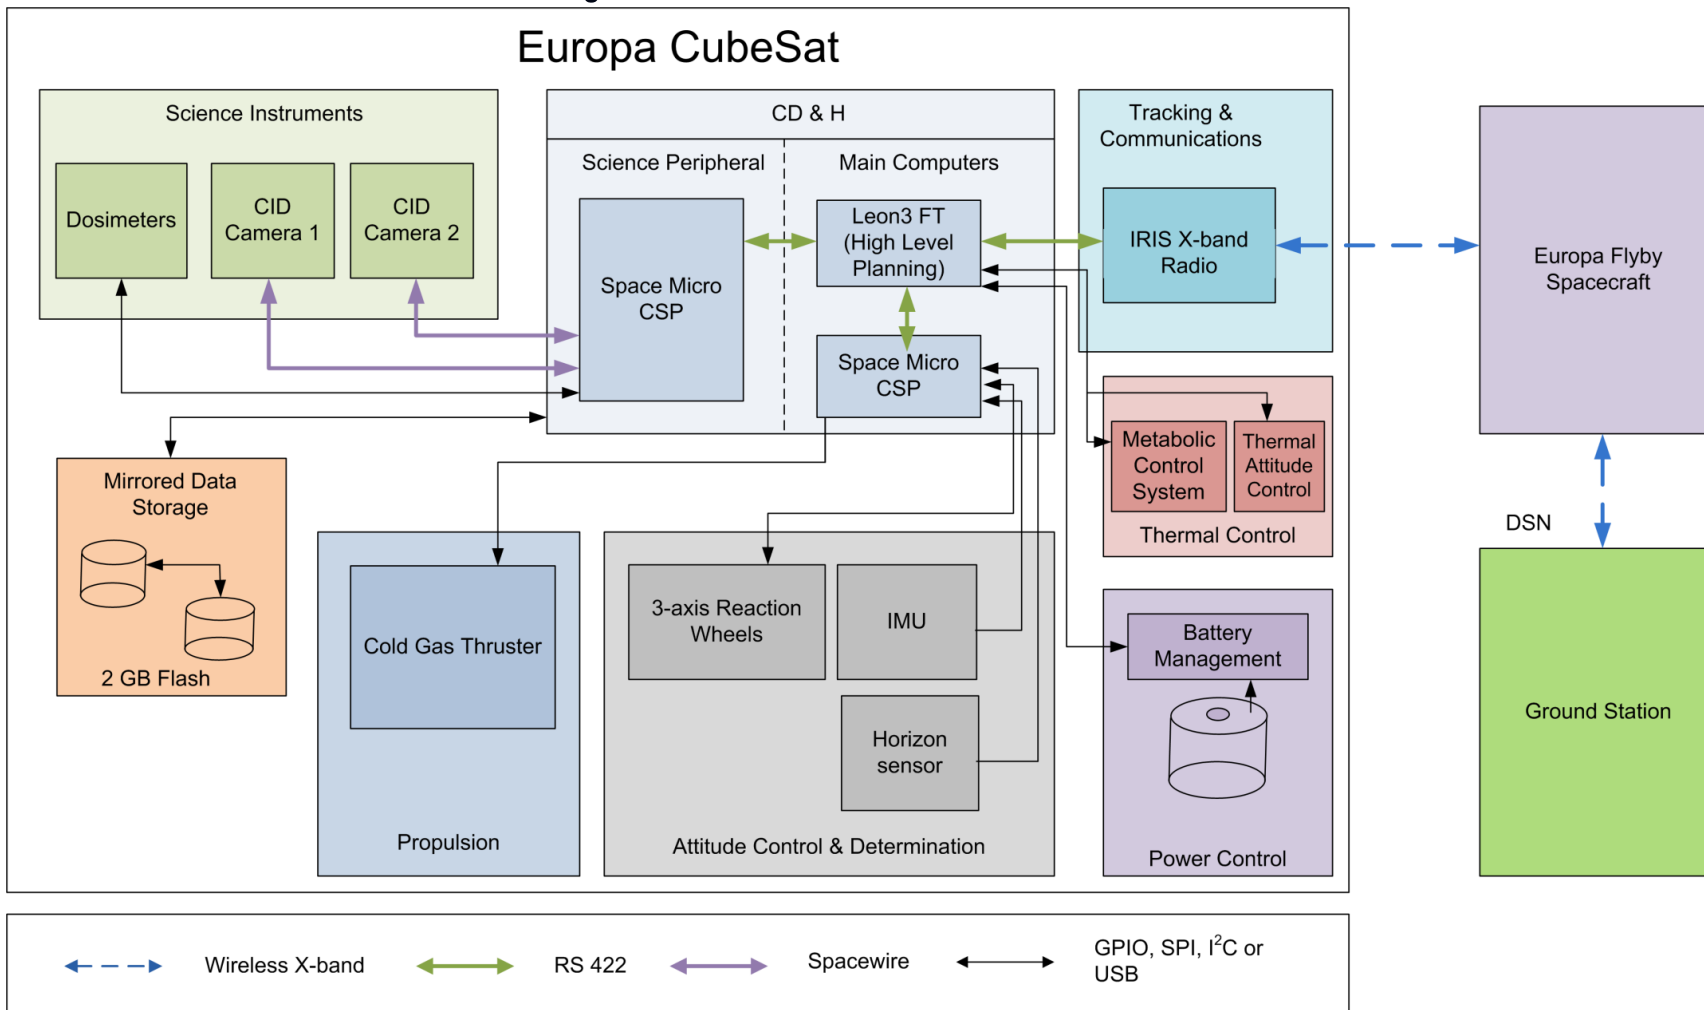 Europa CubeSat
Science Instruments
Dosimeters
CID
Camera 1
CID
Camera 2
CD & H
Science Peripheral
Main Computers
Space Micro
CSP
Leon3 FT
(High Level
Planning)
Space Micro
CSP
Tracking &
Communications
IRIS X-band
Radio
Europa Flyby
Spacecraft
Metabolic
Control
System
Thermal
Attitude
Control
Thermal Control
DSN
Mirrored Data
Storage
2 GB Flash
Cold Gas Thruster
Propulsion
3-axis Reaction
Wheels
IMU
Horizon
sensor
Attitude Control & Determination
Battery
Management
Power Control
Ground Station
Wireless X-band
RS 422
Spacewire
GPIO, SPI, I²C or
USB